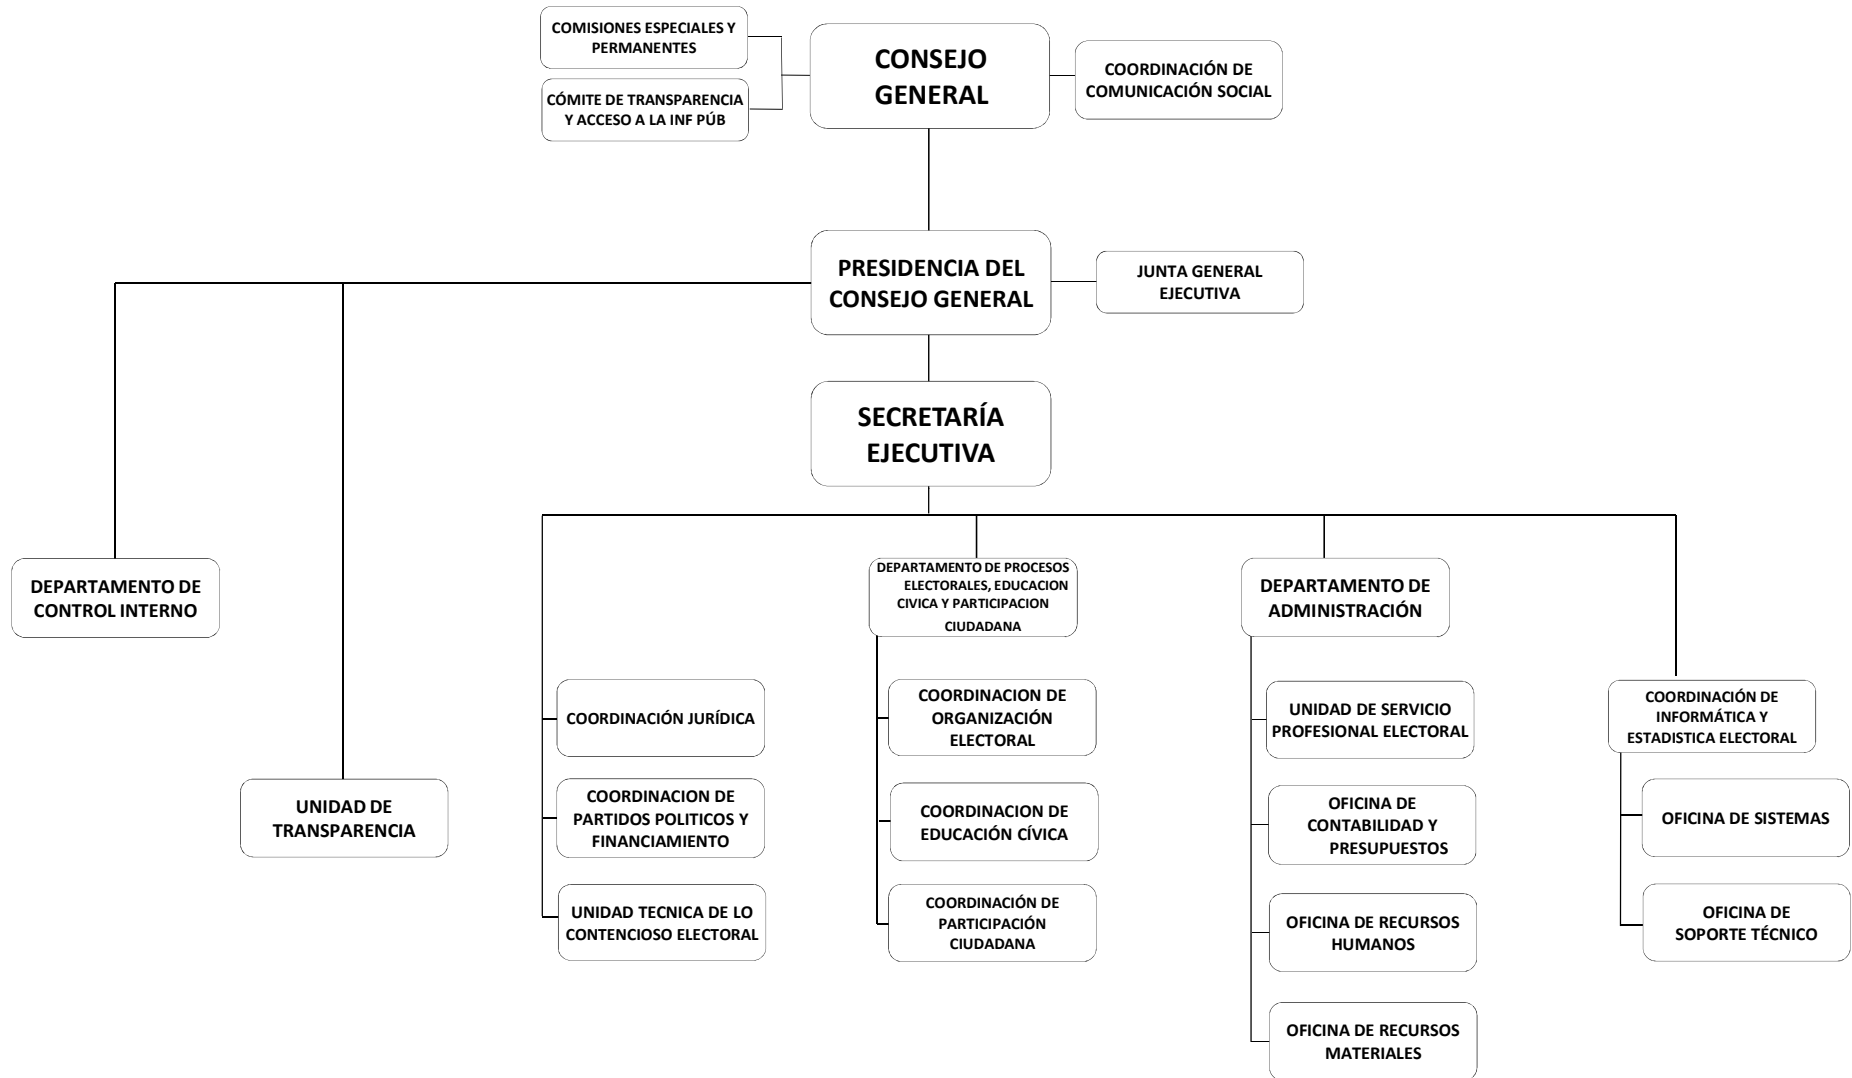 COMISIONES ESPECIALES Y
PERMANENTES
CÓMITE DE TRANSPARENCIA
Y ACCESO A LA INF PÚB
CONSEJO
GENERAL
COORDINACIÓN DE
COMUNICACIÓN SOCIAL
PRESIDENCIA DEL
CONSEJO GENERAL
JUNTA GENERAL
EJECUTIVA
SECRETARÍA
EJECUTIVA
DEPARTAMENTO DE
CONTROL INTERNO
UNIDAD DE
TRANSPARENCIA
COORDINACIÓN JURÍDICA
COORDINACION DE
PARTIDOS POLITICOS Y
FINANCIAMIENTO
UNIDAD TECNICA DE LO
CONTENCIOSO ELECTORAL
DEPARTAMENTO DE PROCESOS
ELECTORALES, EDUCACION
CIVICA Y PARTICIPACION
CIUDADANA
COORDINACION DE
ORGANIZACIÓN
ELECTORAL
COORDINACION DE
EDUCACIÓN CÍVICA
COORDINACIÓN DE
PARTICIPACIÓN
CIUDADANA
DEPARTAMENTO DE
ADMINISTRACIÓN
UNIDAD DE SERVICIO
PROFESIONAL ELECTORAL
OFICINA DE
CONTABILIDAD Y
PRESUPUESTOS
OFICINA DE RECURSOS
HUMANOS
OFICINA DE RECURSOS
MATERIALES
COORDINACIÓN DE
INFORMÁTICA Y
ESTADISTICA ELECTORAL
OFICINA DE SISTEMAS
OFICINA DE
SOPORTE TÉCNICO